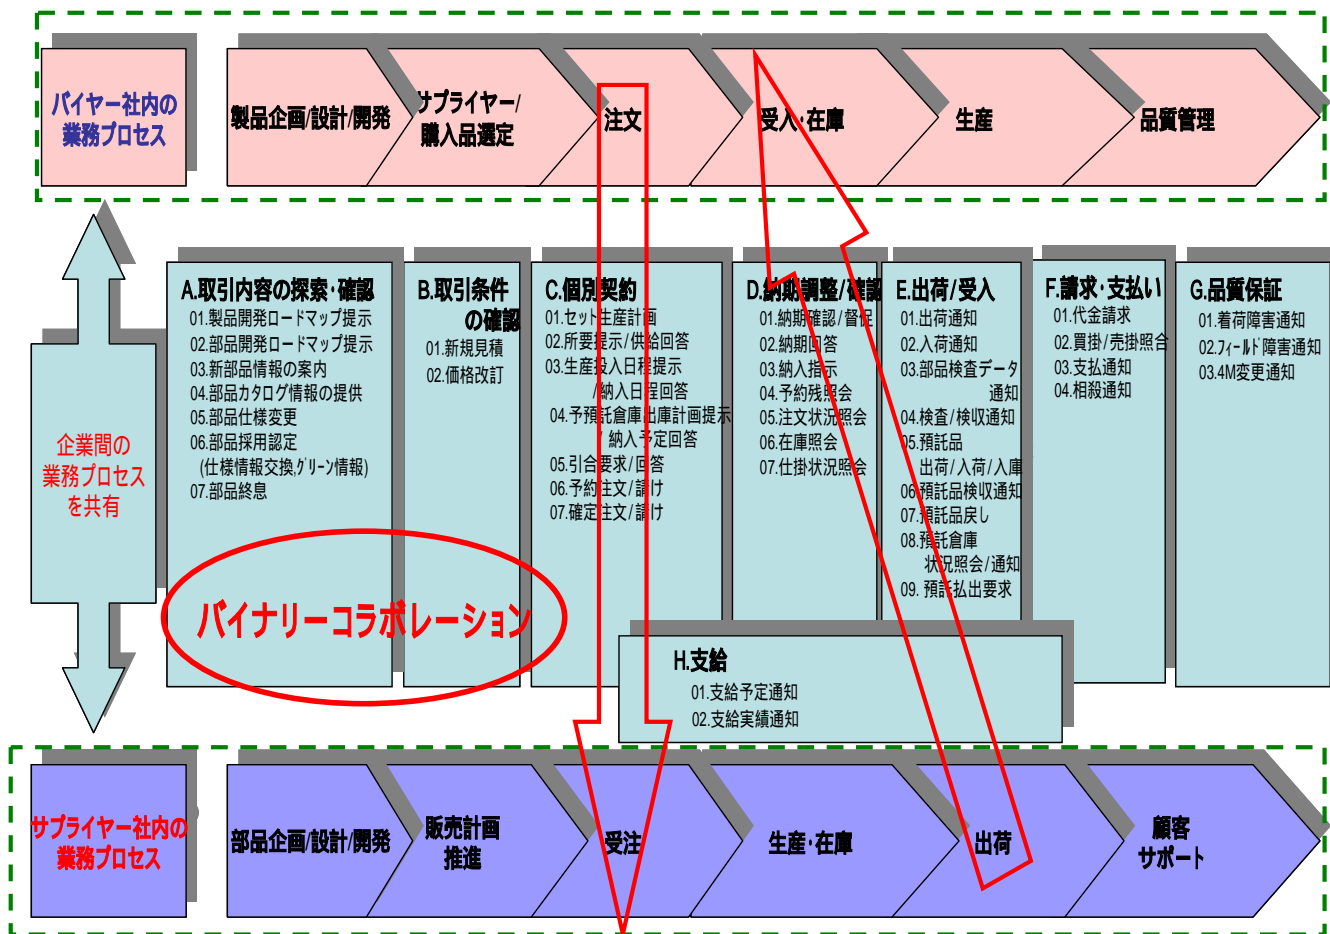 バイヤー社内の
業務プロセス
製品企画/設計/開発
サプライヤー/
購入品選定
注文
受入・在庫
生産
品質管理
企業間の
業務プロセス
を共有
A.取引内容の探索・確認
01.製品開発ロードマップ提示
02.部品開発ロードマップ提示
03.新部品情報の案内
04.部品カタログ情報の提供
05.部品仕様変更
06.部品採用認定
(仕様情報交換,グリーン情報)
07.部品終息
B.取引条件
の確認
01.新規見積
02.価格改訂
C.個別契約
01.セット生産計画
02.所要提示/供給回答
03.生産投入日程提示
/納入日程回答
04.予預託倉庫出庫計画提示
/ 納入予定回答
05.引合要求/回答
06.予約注文/請け
07.確定注文/請け
D.納期調整/確認
01.納期確認/督促
02.納期回答
03.納入指示
04.予約残照会
05.注文状況照会
06.在庫照会
07.仕掛状況照会
E.出荷/受入
01.出荷通知
02.入荷通知
03.部品検査データ
通知
04.検査/検収通知
05.預託品
出荷/入荷/入庫
06.預託品検収通知
07.預託品戻し
08.預託倉庫
状況照会/通知
09. 預託払出要求
F.請求・支払い
01.代金請求
02.買掛/売掛照合
03.支払通知
04.相殺通知
G.品質保証
01.着荷障害通知
02.フィールド障害通知
03.4M変更通知
バイナリーコラボレーション
H.支給
01.支給予定通知
02.支給実績通知
サプライヤー社内の
業務プロセス
部品企画/設計/開発
販売計画
推進
受注
生産・在庫
出荷
顧客
サポート